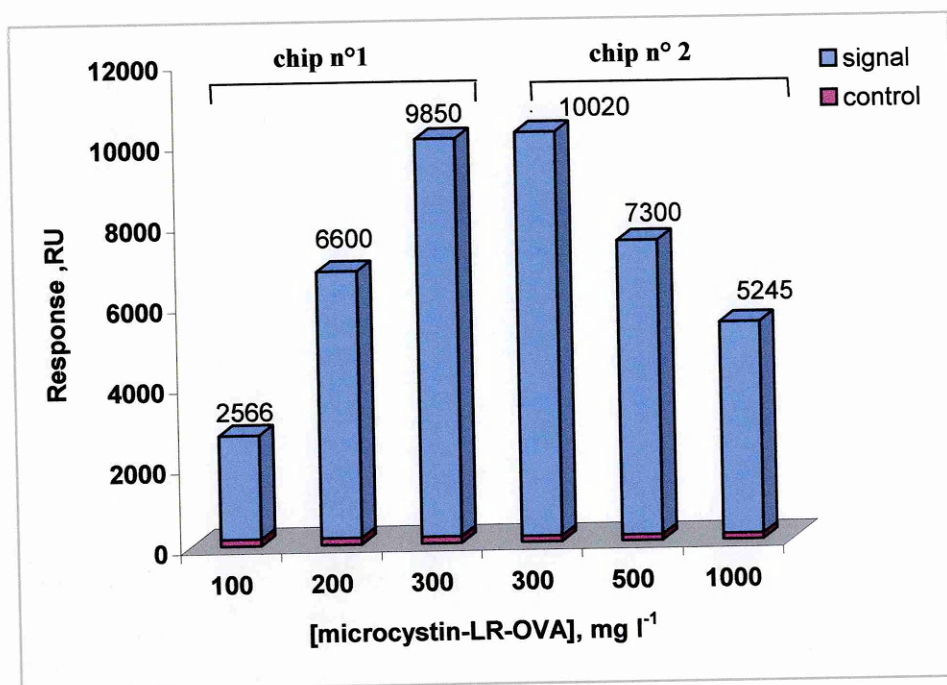 chip n°1
chip n° 2
signal
control
12000
10000
8000
6000
4000
2000
0
Response ,RU
2566
6600
9850
10020
7300
5245
100 200 300 300 500 1000
[microcystin-LR-OVA], mg l⁻¹